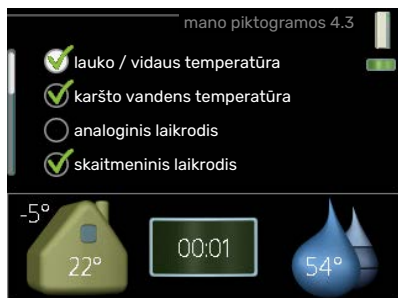 mano piktogramos 4.3
lauko / vidaus temperatūra
karšto vandens temperatūra
analoginis laikrodis
skaitmeninis laikrodis
-5°
22°
00:01
54°